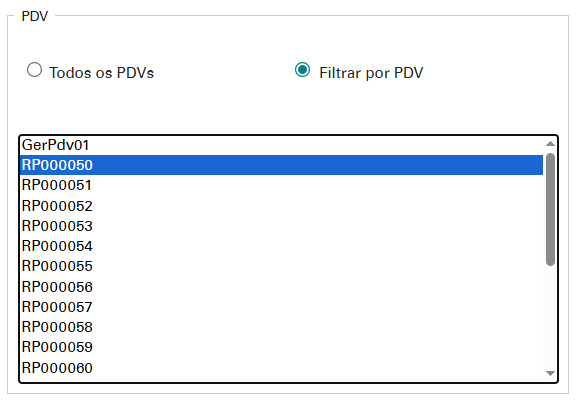 PDV
Todos os PDVs Filtrar por PDV
GerPdv01
RP000050
RP000051
RP000052
RP000053
RP000054
RP000055
RP000056
RP000057
RP000058
RP000059
RP000060